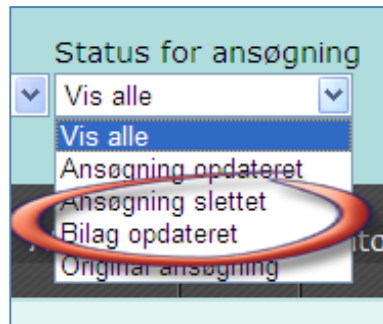 Status for ansøgning
Vis alle
Vis alle
Ansøgning opdateret
Ansøgning slettet
Bilag opdateret
Original ansøgning